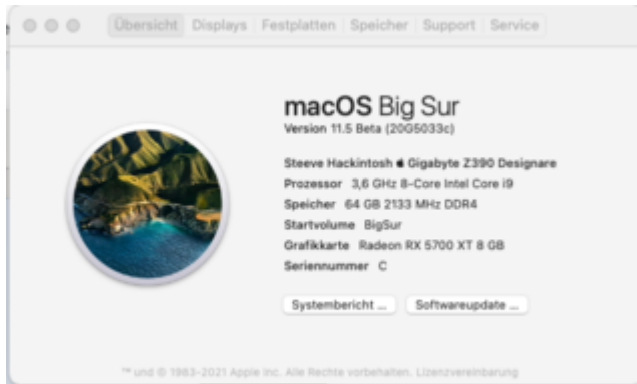 Übersicht Displays Festplatten Speicher Support Service
macOS Big Sur
Version 11.5 Beta (20G5033c)
Steeve Hackintosh  Gigabyte Z390 Designare
Prozessor 3,6 GHz 8-Core Intel Core i9
Speicher 64 GB 2133 MHz DDR4
Startvolume BigSur
Grafikkarte Radeon RX 5700 XT 8 GB
Seriennummer C
Systembericht ... Softwareupdate ...
™ und © 1983-2021 Apple Inc. Alle Rechte vorbehalten. Lizenzvereinbarung